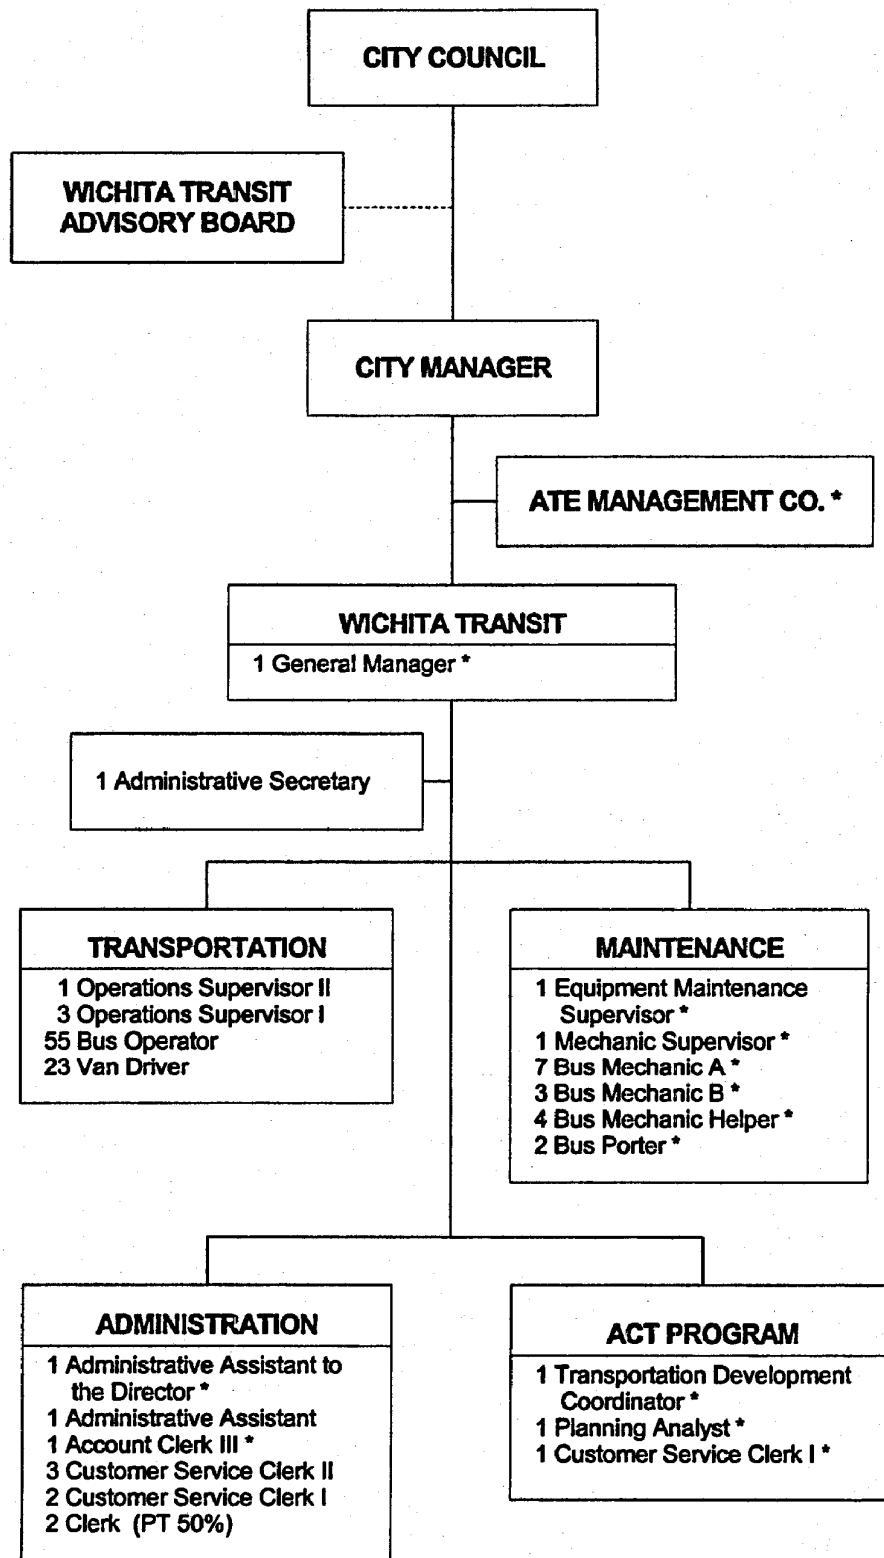 CITY COUNCIL
WICHITA TRANSIT
ADVISORY BOARD
CITY MANAGER
ATE MANAGEMENT CO. *
WICHITA TRANSIT
1 General Manager *
1 Administrative Secretary
TRANSPORTATION
1 Operations Supervisor II
3 Operations Supervisor I
55 Bus Operator
23 Van Driver
MAINTENANCE
1 Equipment Maintenance
Supervisor *
1 Mechanic Supervisor *
7 Bus Mechanic A *
3 Bus Mechanic B *
4 Bus Mechanic Helper *
2 Bus Porter *
ADMINISTRATION
1 Administrative Assistant to
the Director *
1 Administrative Assistant
1 Account Clerk III *
3 Customer Service Clerk II
2 Customer Service Clerk I
2 Clerk (PT 50%)
ACT PROGRAM
1 Transportation Development
Coordinator *
1 Planning Analyst *
1 Customer Service Clerk I *